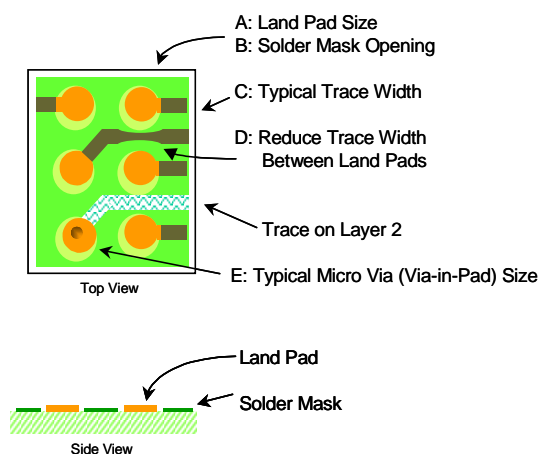 A: Land Pad Size
B: Solder Mask Opening
C: Typical Trace Width
D: Reduce Trace Width
Between Land Pads
Trace on Layer 2
E: Typical Micro Via (Via-in-Pad) Size
Top View
Land Pad
Solder Mask
Side View